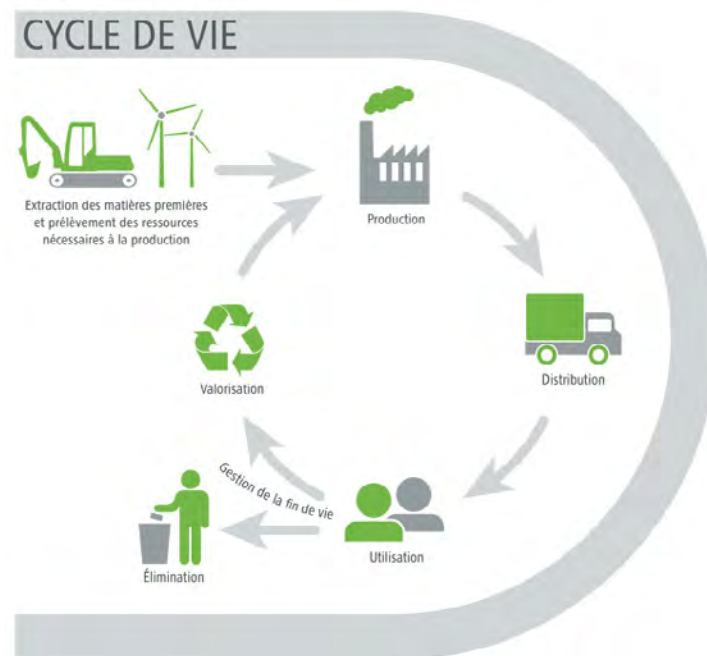 CYCLE DE VIE
Extraction des matières premières
et prélèvement des ressources
nécessaires à la production
Production
Valorisation
Distribution
Gestion de la fin de vie
Utilisation
Élimination